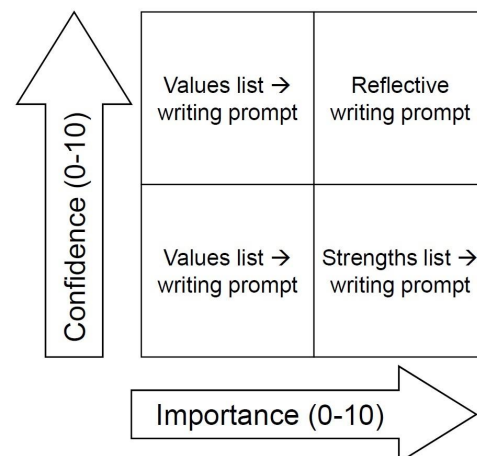 Confidence (0-10)
Values list →
writing prompt
Reflective
writing prompt
Values list →
writing prompt
Strengths list →
writing prompt
Importance (0-10)